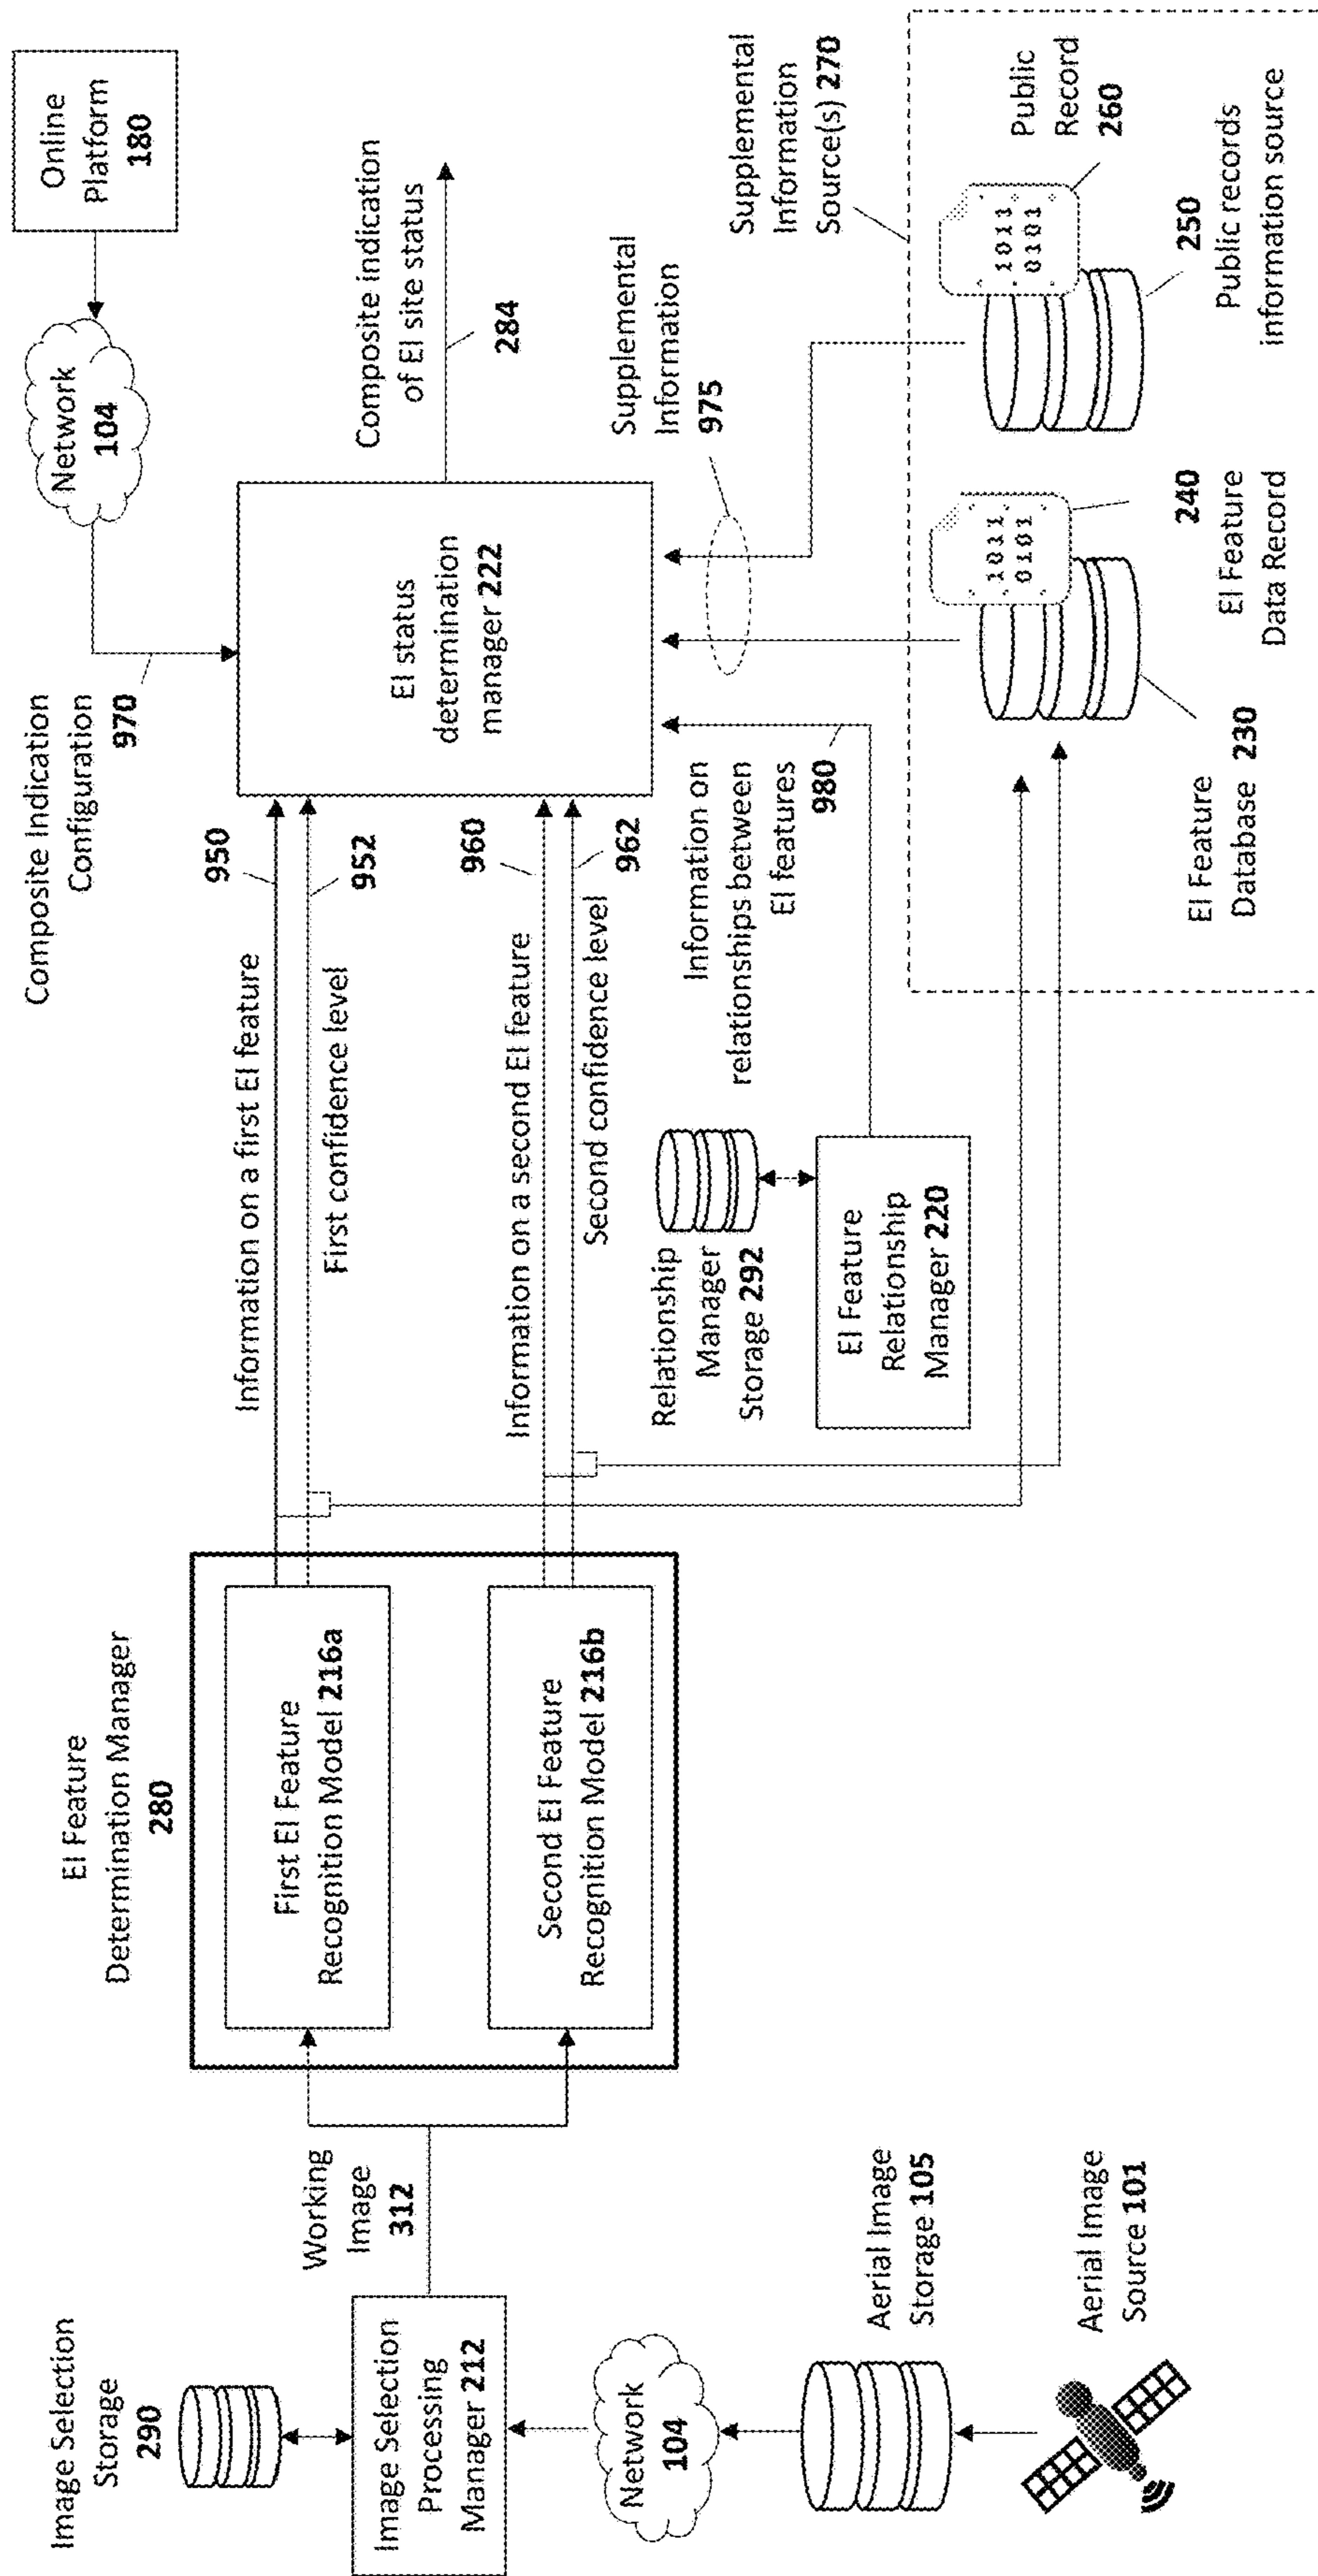 Image Selection
Storage
290
Image Selection
Processing
Manager 212
Network
104
Aerial Image
Storage 105
Aerial Image
Source 101
Working
Image
312
EI Feature
Determination Manager
280
First EI Feature
Recognition Model 216a
Second EI Feature
Recognition Model 216b
Information on a first EI feature
950
First confidence level
952
Information on a second EI feature
960
Second confidence level
962
Relationship
Manager
Storage 292
EI Feature
Relationship
Manager 220
Information on
relationships between
EI features
980
Composite Indication
Configuration
970
Network
104
Online
Platform
180
EI status
determination
manager 222
Composite indication
of EI site status
284
Supplemental
Information
975
Supplemental
Information
Source(s) 270
1011
0101
EI Feature
Database 230
240
EI Feature
Data Record
1011
0101
Public
Record
260
250
Public records
information source